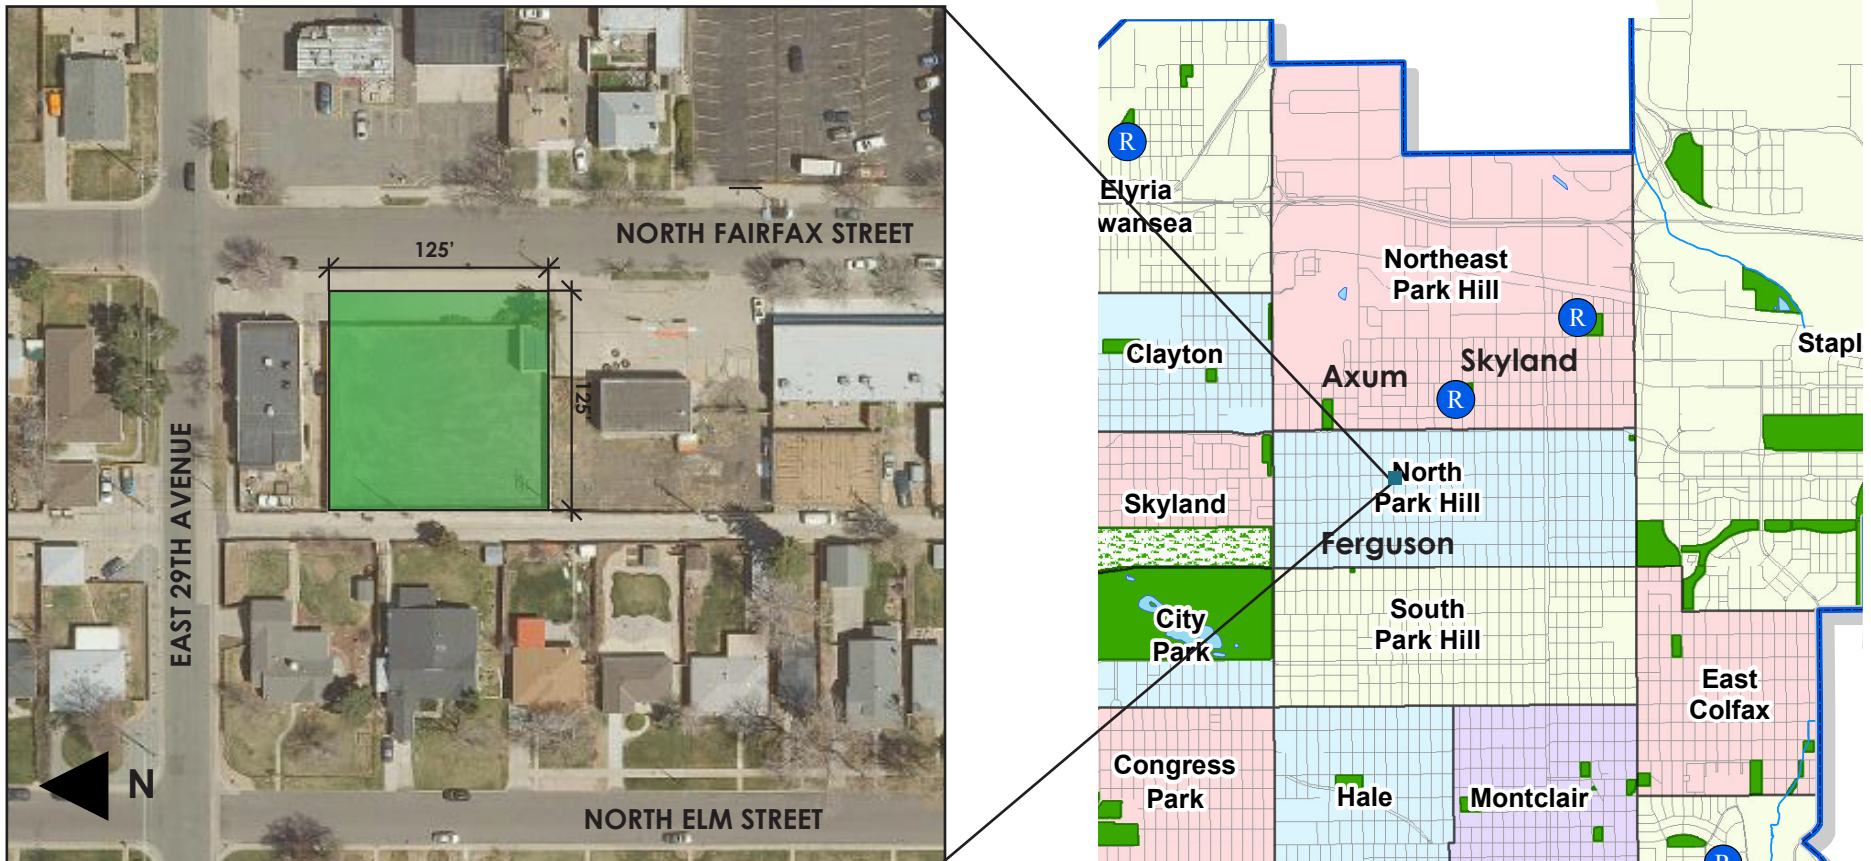 NORTH FAIRFAX STREET
125'
125'
EAST 29TH AVENUE
N
NORTH ELM STREET
R
Elyria
wansea
Northeast
Park Hill
R
Clayton
Axum
Skyland
R
Stapl
North
Park Hill
Skyland
Ferguson
City
Park
South
Park Hill
East
Colfax
Congress
Park
Hale
Montclair
R